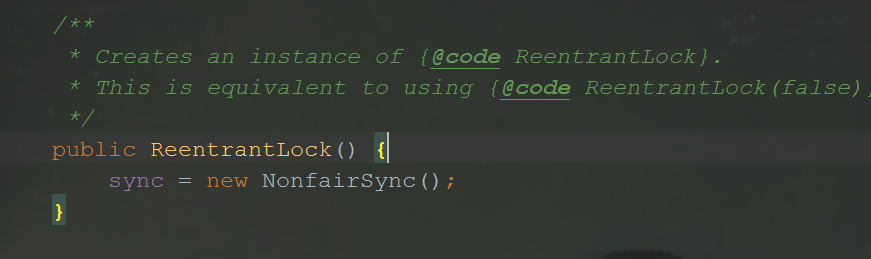 /**
 * Creates an instance of {@code ReentrantLock}.
 * This is equivalent to using {@code ReentrantLock(false)
 */
public ReentrantLock() {
    sync = new NonfairSync();
}